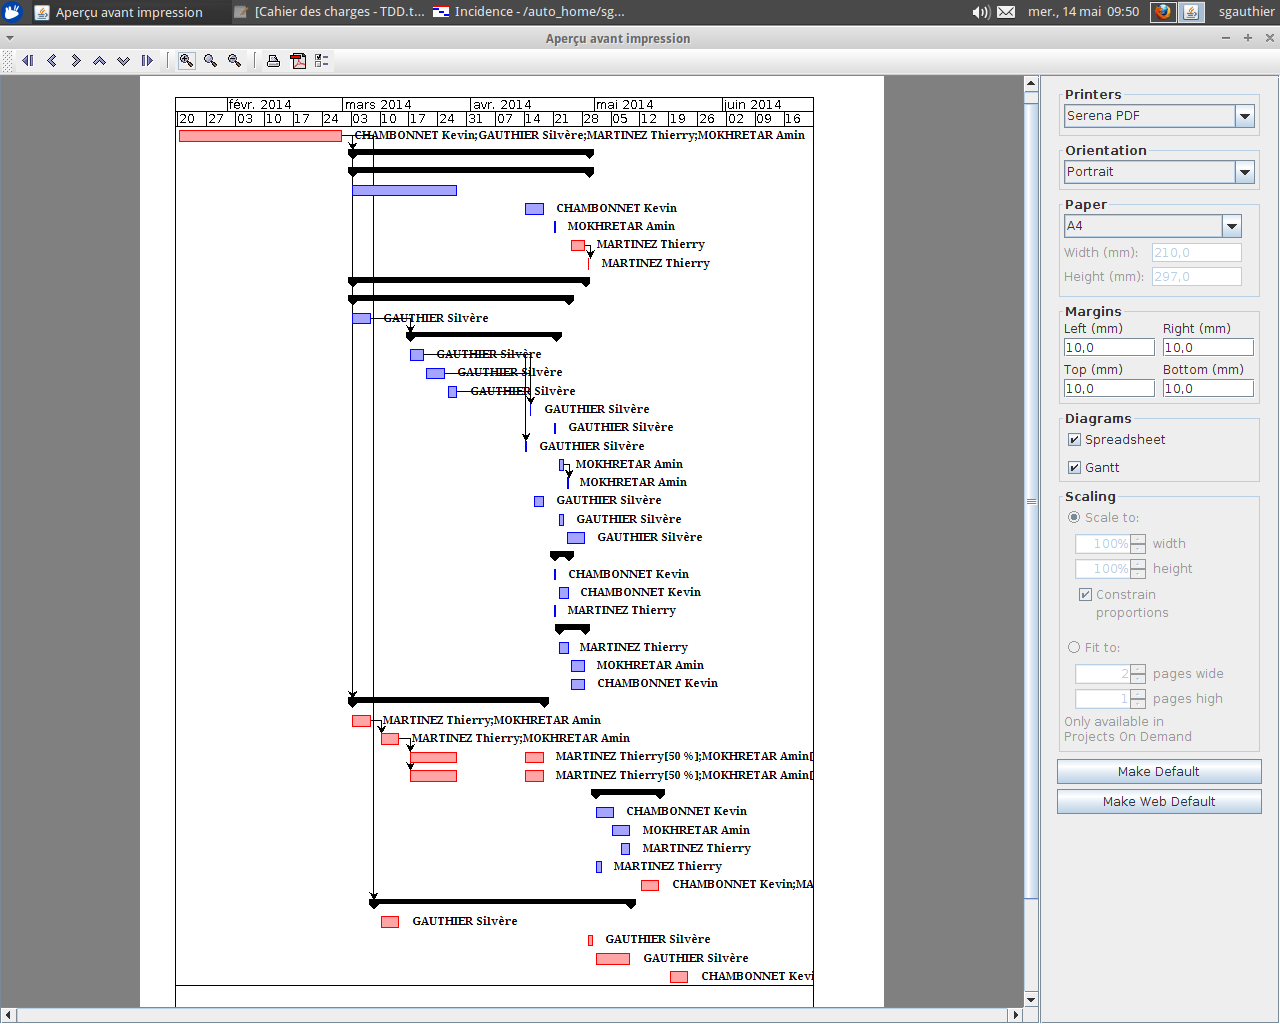 Aperçu avant impression
[Cahier des charges - TDD.t...
Incidence - /auto_home/sg...
mer., 14 mai 09:50
sgauthier
Aperçu avant impression
févr. 2014 mars 2014 avr. 2014 mai 2014 juin 2014
20 27 03 10 17 24 03 10 17 24 31 07 14 21 28 05 12 19 26 02 09 16
CHAMBONNET Kevin;GAUTHIER Silvère;MARTINEZ Thierry;MOKHRETAR Amin
CHAMBONNET Kevin
MOKHRETAR Amin
MARTINEZ Thierry
MARTINEZ Thierry
GAUTHIER Silvère
GAUTHIER Silvère
GAUTHIER Silvère
GAUTHIER Silvère
GAUTHIER Silvère
GAUTHIER Silvère
GAUTHIER Silvère
MOKHRETAR Amin
MOKHRETAR Amin
GAUTHIER Silvère
GAUTHIER Silvère
GAUTHIER Silvère
CHAMBONNET Kevin
CHAMBONNET Kevin
MARTINEZ Thierry
MARTINEZ Thierry
MOKHRETAR Amin
CHAMBONNET Kevin
MARTINEZ Thierry;MOKHRETAR Amin
MARTINEZ Thierry;MOKHRETAR Amin
MARTINEZ Thierry[50 %];MOKHRETAR Amin[
MARTINEZ Thierry[50 %];MOKHRETAR Amin[
CHAMBONNET Kevin
MOKHRETAR Amin
MARTINEZ Thierry
MARTINEZ Thierry
CHAMBONNET Kevin;MA
GAUTHIER Silvère
GAUTHIER Silvère
GAUTHIER Silvère
CHAMBONNET Kevi
Printers
Serena PDF
Orientation
Portrait
Paper
A4
Width (mm): 210,0
Height (mm): 297,0
Margins
Left (mm) Right (mm)
10,0 10,0
Top (mm) Bottom (mm)
10,0 10,0
Diagrams
Spreadsheet
Gantt
Scaling
Scale to:
100% width
100% height
Constrain
proportions
Fit to:
2 pages wide
1 pages high
Only available in
Projects On Demand
Make Default
Make Web Default